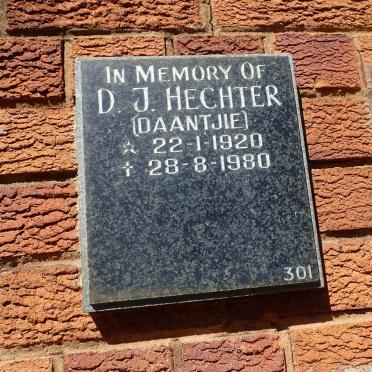 IN MEMORY OF
D. J. HECHTER
(DAANTJIE)
☆ 22-1-1920
✝ 28-8-1980
301